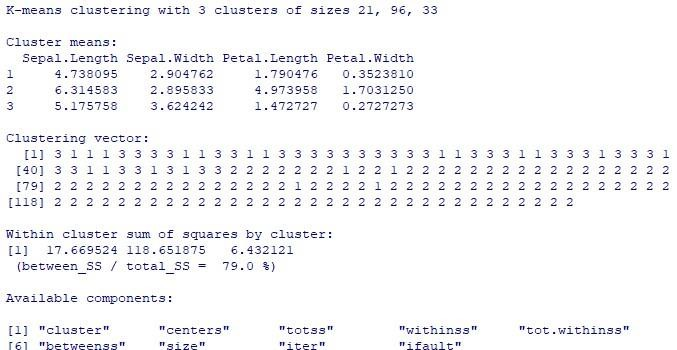 K-means clustering with 3 clusters of sizes 21, 96, 33
Cluster means:
  Sepal.Length Sepal.Width Petal.Length Petal.Width
1     4.738095    2.904762     1.790476   0.3523810
2     6.314583    2.895833     4.973958   1.7031250
3     5.175758    3.624242     1.472727   0.2727273
Clustering vector:
  [1] 3 1 1 1 3 3 3 3 1 1 3 3 1 1 3 3 3 3 3 3 3 3 3 3 1 1 3 3 3 1 1 3 3 3 1 3 3 3 1
 [40] 3 3 1 1 3 3 1 3 1 3 3 2 2 2 2 2 2 2 1 2 2 1 2 2 2 2 2 2 2 2 2 2 2 2 2 2 2 2 2
 [79] 2 2 2 2 2 2 2 2 2 2 2 2 2 2 2 1 2 2 2 2 1 2 2 2 2 2 2 2 2 2 2 2 2 2 2 2 2 2 2
[118] 2 2 2 2 2 2 2 2 2 2 2 2 2 2 2 2 2 2 2 2 2 2 2 2 2 2 2 2 2 2 2 2 2
Within cluster sum of squares by cluster:
[1]  17.669524 118.651875   6.432121
 (between_SS / total_SS =  79.0 %)
Available components:
[1] "cluster"      "centers"      "totss"        "withinss"     "tot.withinss"
[6] "betweenss"    "size"         "iter"         "ifault"